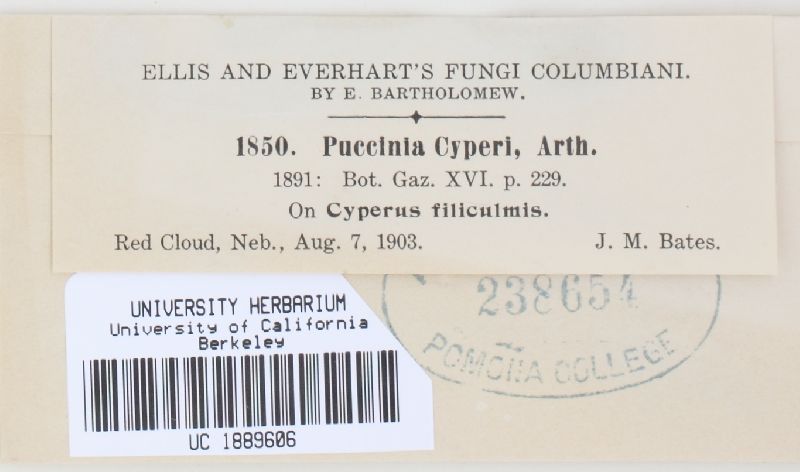 ELLIS AND EVERHART'S FUNGI COLUMBIANI.
BY E. BARTHOLOMEW.
1850. Puccinia Cyperi, Arth.
1891: Bot. Gaz. XVI. p. 229.
On Cyperus filiculmis.
Red Cloud, Neb., Aug. 7, 1903. J. M. Bates.
238654
POMONA COLLEGE
UNIVERSITY HERBARIUM
University of California
Berkeley
UC 1889606